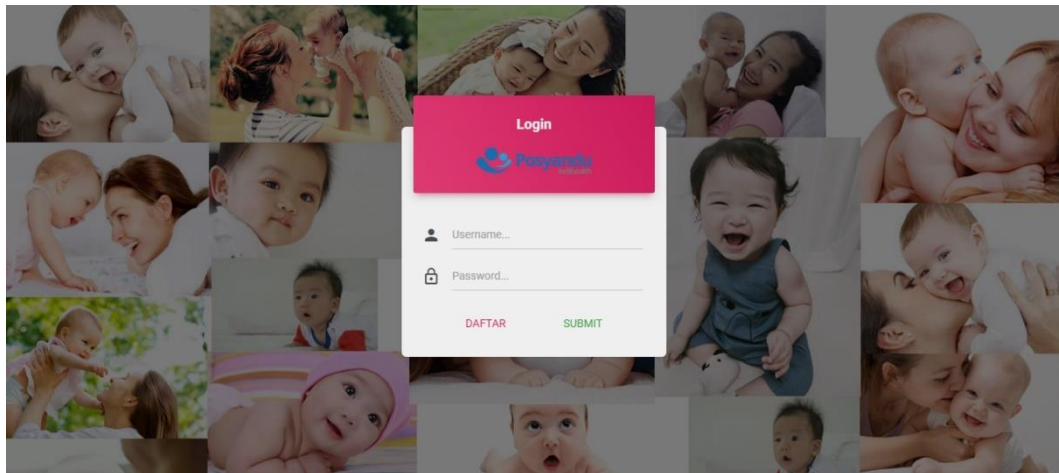 Login
Posyandu
Username...
Password...
DAFTAR
SUBMIT